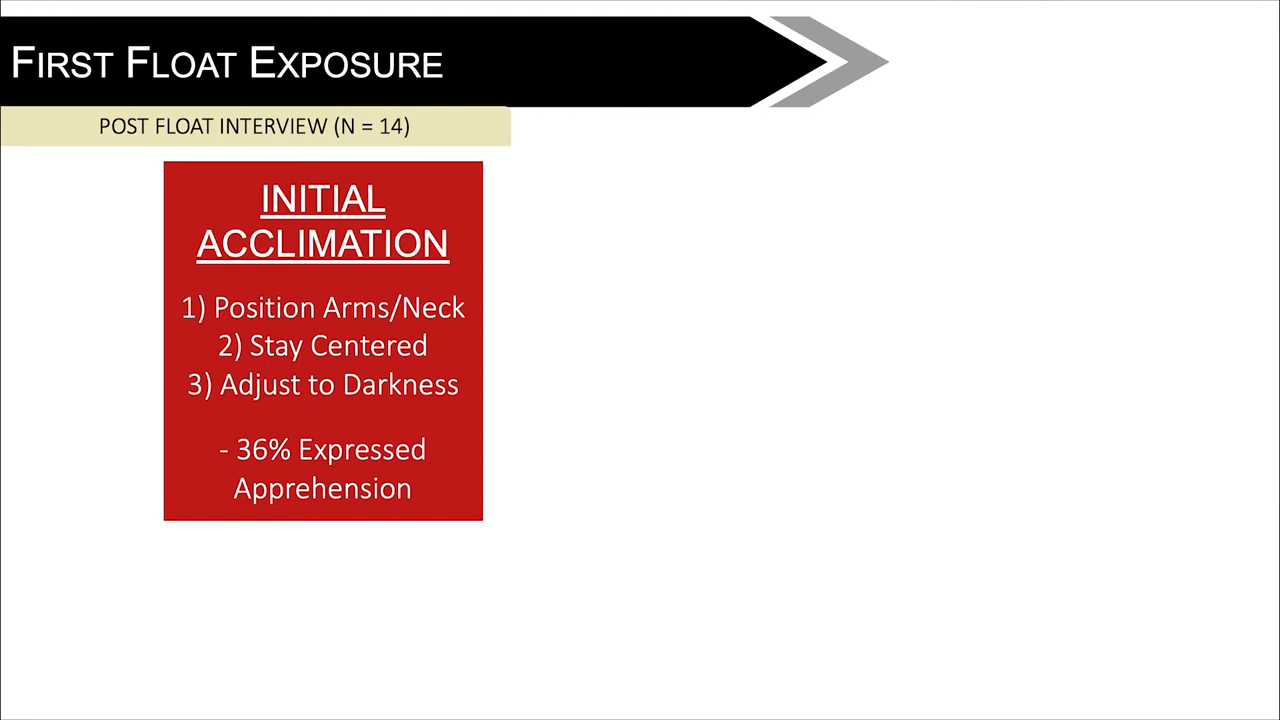 FIRST FLOAT EXPOSURE
POST FLOAT INTERVIEW (N = 14)
INITIAL
ACCLIMATION
1) Position Arms/Neck
2) Stay Centered
3) Adjust to Darkness
- 36% Expressed
Apprehension